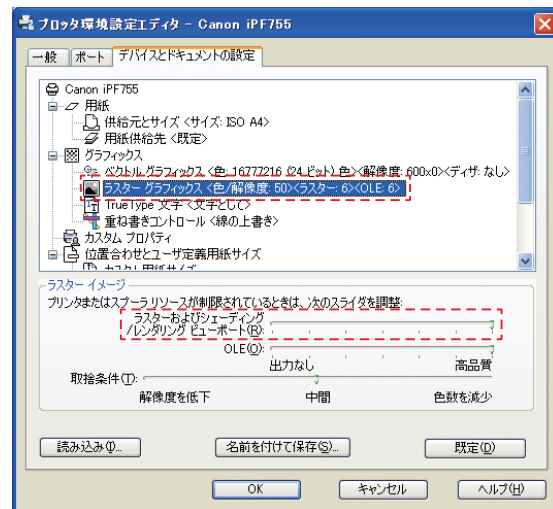 プロッタ環境設定エディタ - Canon iPF755
一般 ポート デバイスとドキュメントの設定
Canon iPF755
用紙
供給元とサイズ <サイズ: ISO A4>
用紙供給先 <既定>
グラフィックス
ベクトル グラフィックス <色: 16777216 (24 ビット) 色><解像度: 600x0><ディザ: なし>
ラスター グラフィックス <色/解像度: 50><ラスター: 6><OLE: 6>
TrueType 文字 <文字として>
重ね書きコントロール <線の上書き>
カスタム プロパティ
位置合わせとユーザ定義用紙サイズ
カスタム用紙サイズ
ラスター イメージ
プリンタまたはスプーラ リソースが制限されているときは、次のスライダを調整:
ラスターおよびシェーディング
/レンダリング ビューポート(R):
OLE(O):
出力なし 高品質
取捨条件(T):
解像度を低下 中間 色数を減少
読み込み(I)... 名前を付けて保存(S)... 既定(D)
OK キャンセル ヘルプ(H)